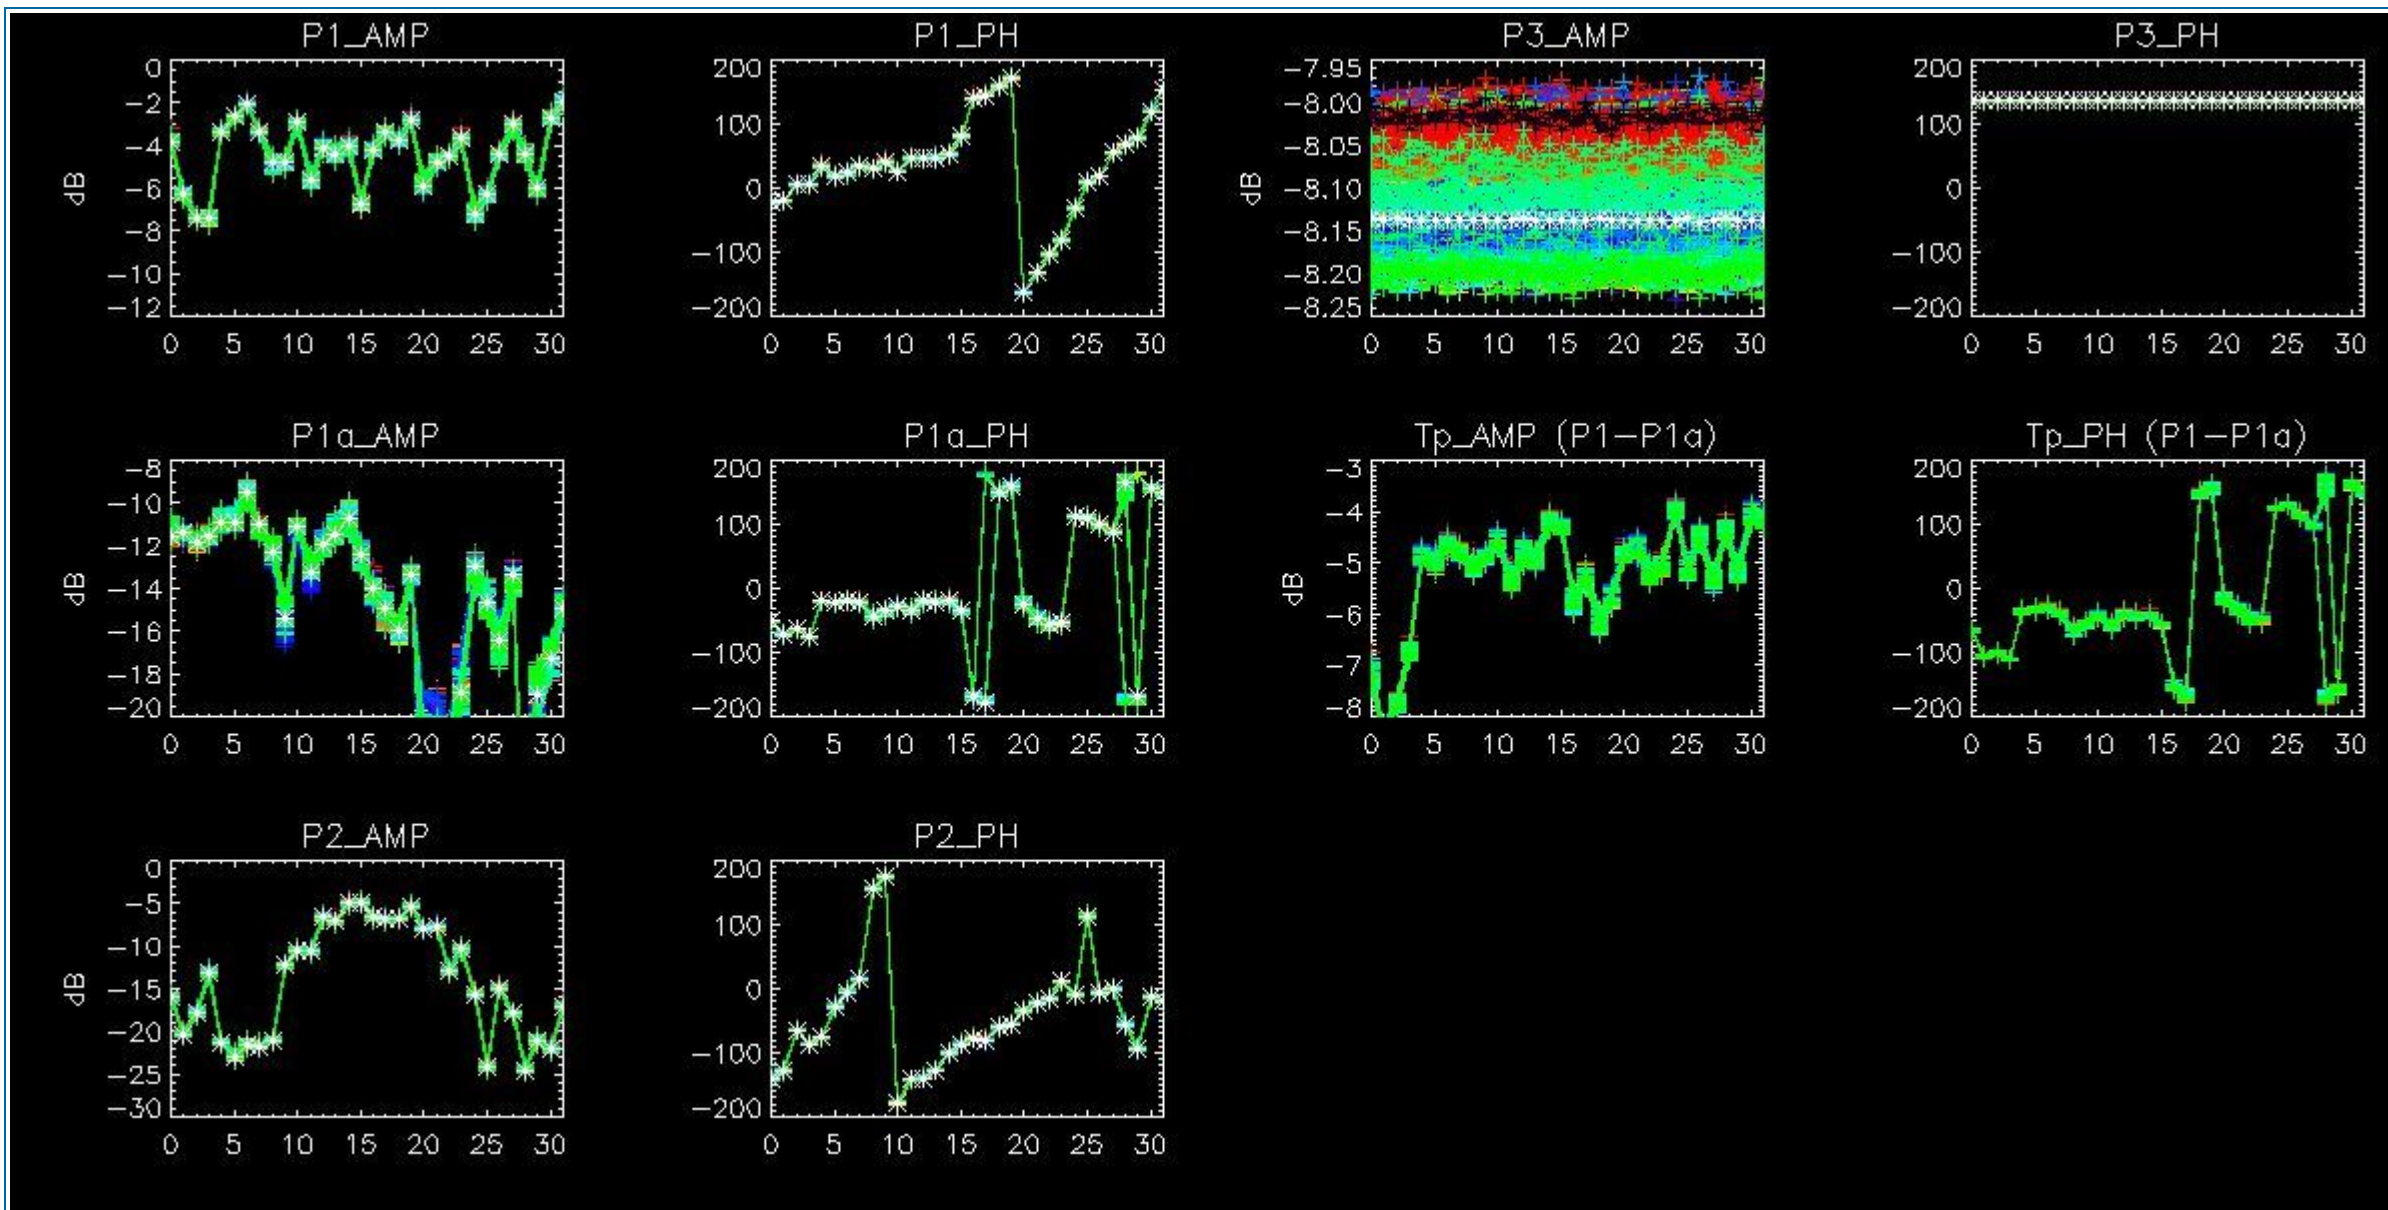 P1_AMP P1_PH P3_AMP P3_PH
0 200 −7.95 200
−2 −8.00
−4 100 −8.05 100
dB −6 0 dB −8.10 0
−8 −8.15
−10 −100 −8.20 −100
−12 −200 −8.25 −200
0 5 10 15 20 25 30 0 5 10 15 20 25 30 0 5 10 15 20 25 30 0 5 10 15 20 25 30
P1a_AMP P1a_PH Tp_AMP (P1−P1a) Tp_PH (P1−P1a)
−8 200 −3 200
−10 100 −4 100
−12
dB −14 0 dB −5 0
−16 −6
−18 −100 −7 −100
−20 −200 −8 −200
0 5 10 15 20 25 30 0 5 10 15 20 25 30 0 5 10 15 20 25 30 0 5 10 15 20 25 30
P2_AMP P2_PH
0 200
−5 100
−10
dB −15 0
−20
−25 −100
−30 −200
0 5 10 15 20 25 30 0 5 10 15 20 25 30